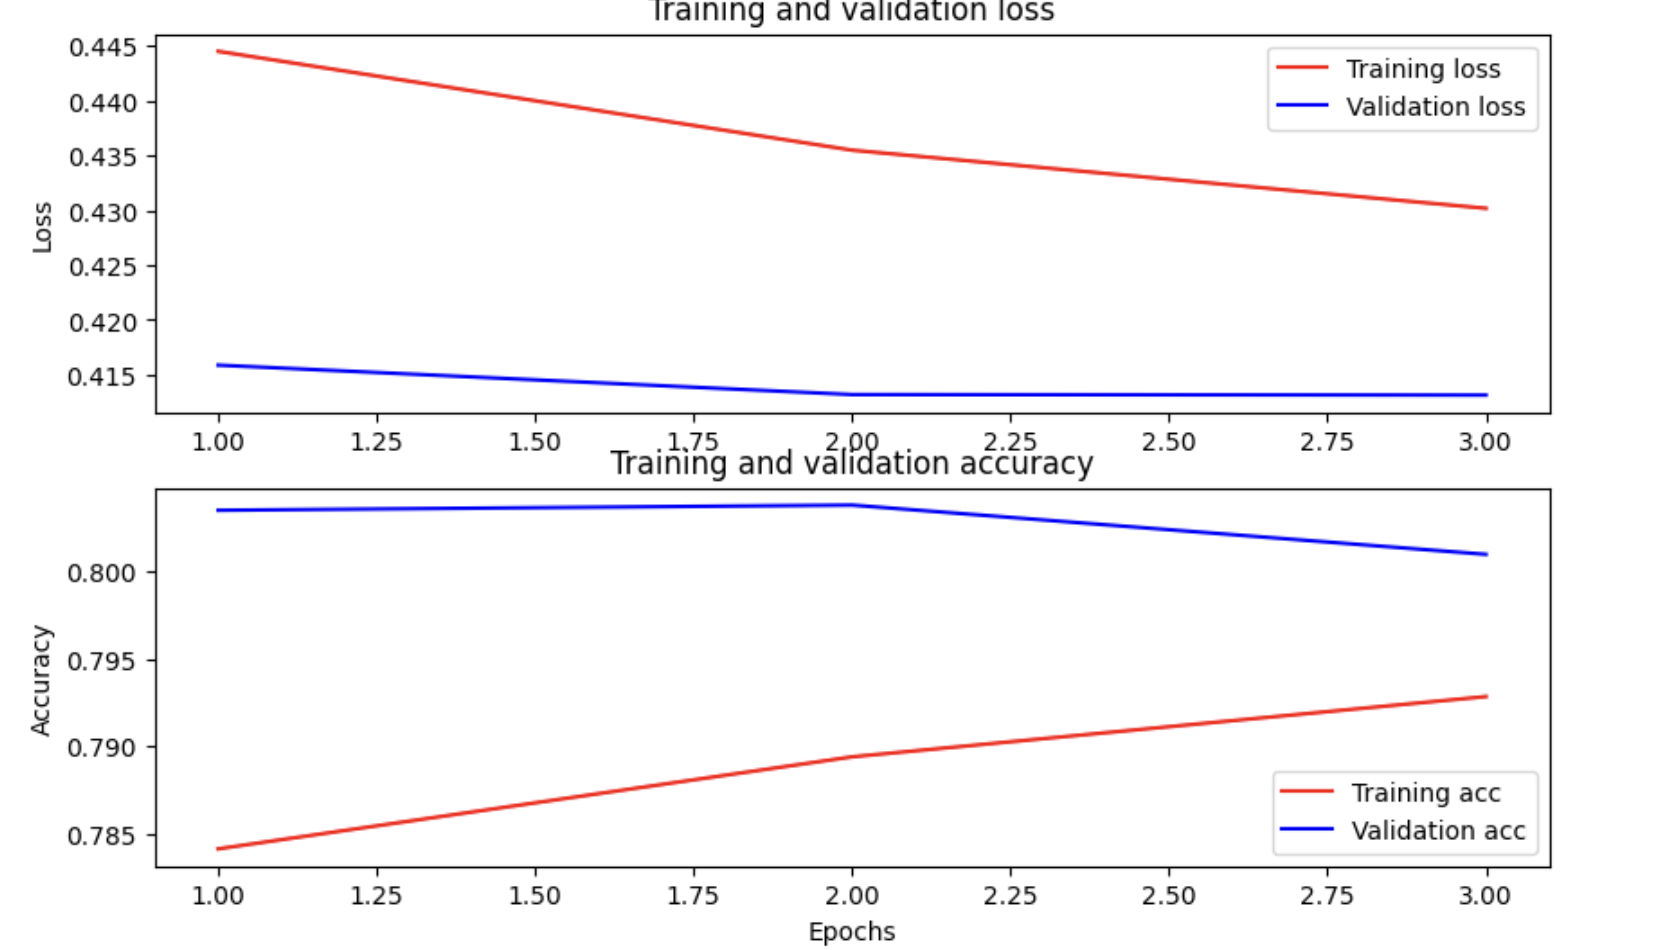 Training and validation loss
0.445
0.440
0.435
0.430
0.425
0.420
0.415
Loss
Training loss
Validation loss
1.00 1.25 1.50 1.75 2.00 2.25 2.50 2.75 3.00
Training and validation accuracy
0.800
0.795
0.790
0.785
Accuracy
Training acc
Validation acc
1.00 1.25 1.50 1.75 2.00 2.25 2.50 2.75 3.00
Epochs